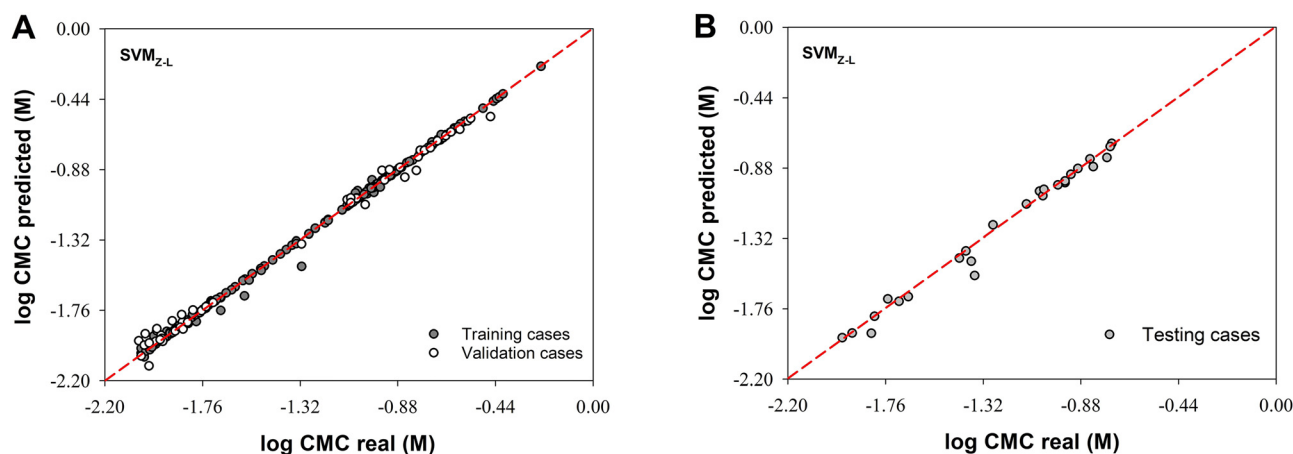 A
SVMZ-L
log CMC predicted (M)
0.00
-0.44
-0.88
-1.32
-1.76
-2.20
-2.20 -1.76 -1.32 -0.88 -0.44 0.00
log CMC real (M)
Training cases
Validation cases
B
SVMZ-L
log CMC predicted (M)
0.00
-0.44
-0.88
-1.32
-1.76
-2.20
-2.20 -1.76 -1.32 -0.88 -0.44 0.00
log CMC real (M)
Testing cases